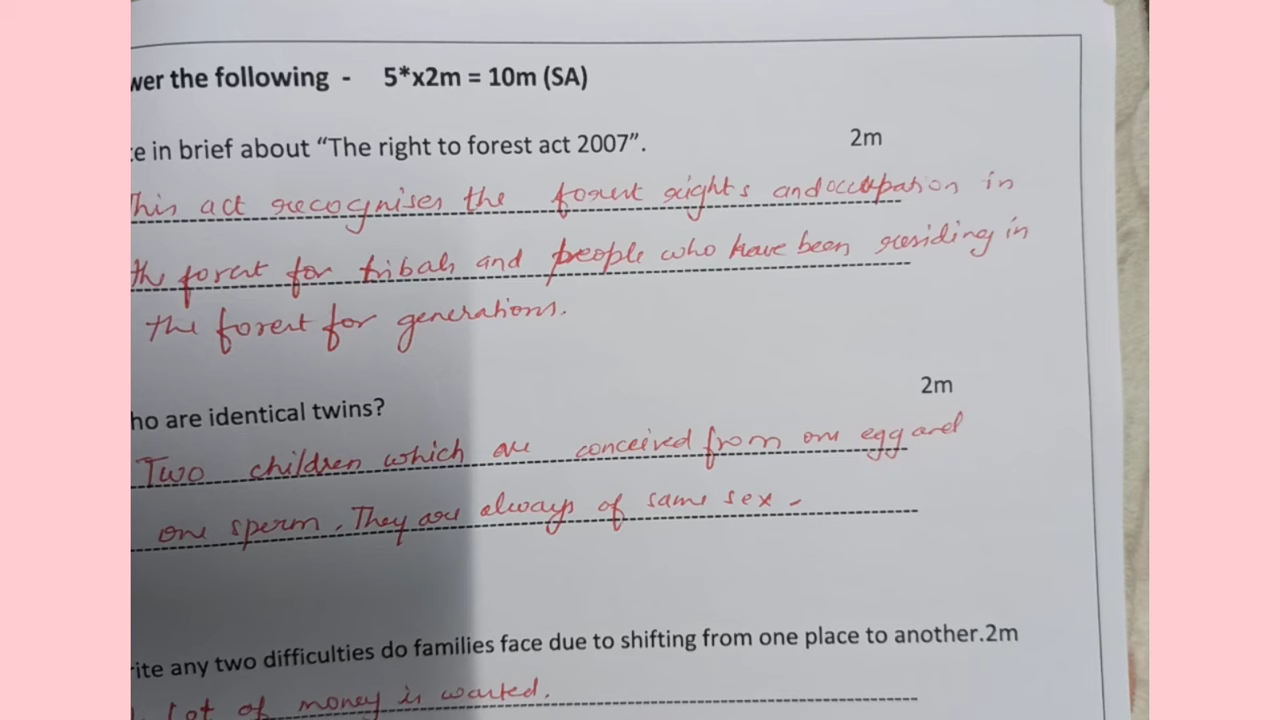 wer the following - 5*x2m = 10m (SA)
e in brief about “The right to forest act 2007”. 2m
This act recognises the forest rights and occupation in
the forest for tribals and people who have been residing in
the forest for generations.
ho are identical twins? 2m
Two children which are conceived from one egg and
one sperm. They are always of same sex.
rite any two difficulties do families face due to shifting from one place to another.2m
Lot of money is wasted.